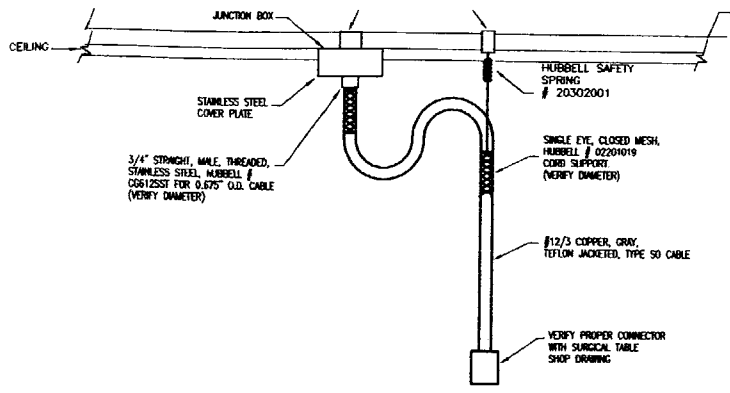 JUNCTION BOX
CEILING
HUBBELL SAFETY
SPRING
# 20302001
STAINLESS STEEL
COVER PLATE
SINGLE EYE, CLOSED MESH,
HUBBELL # 02201019
CORD SUPPORT.
(VERIFY DIAMETER)
3/4" STRAIGHT, MALE, THREADED,
STAINLESS STEEL, HUBBELL #
CG612SST FOR 0.675" O.D. CABLE
(VERIFY DIAMETER)
#12/3 COPPER, GRAY,
TEFLON JACKETED, TYPE SO CABLE
VERIFY PROPER CONNECTOR
WITH SURGICAL TABLE
SHOP DRAWING